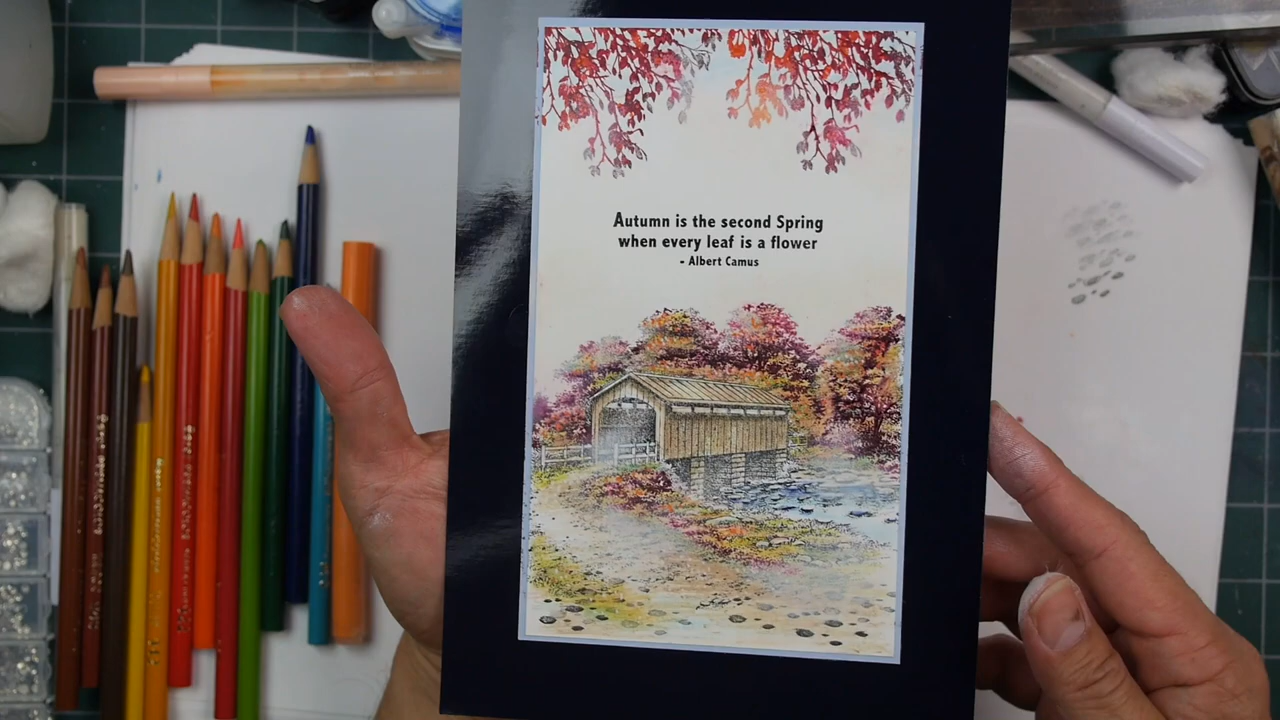 Autumn is the second Spring
when every leaf is a flower
- Albert Camus